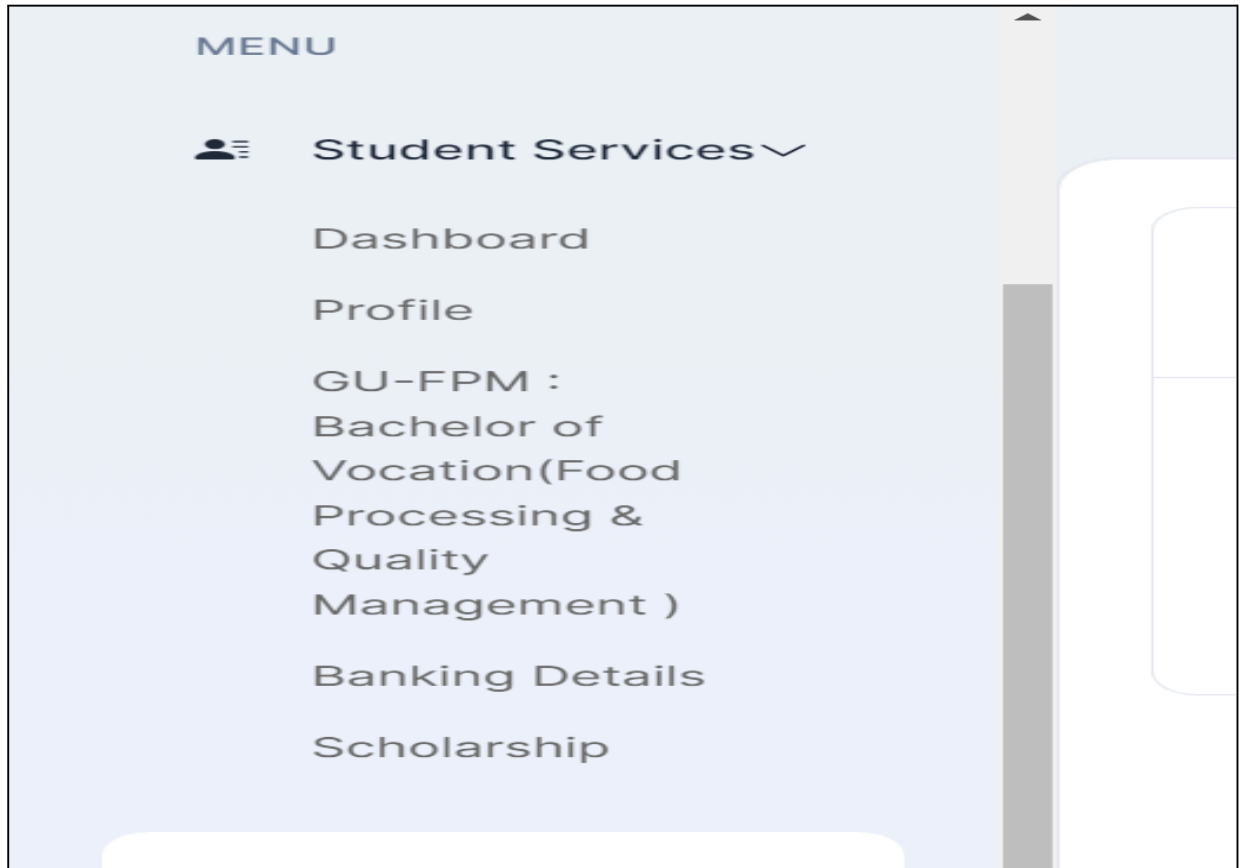 MENU
Student Services
Dashboard
Profile
GU-FPM :
Bachelor of
Vocation(Food
Processing &
Quality
Management )
Banking Details
Scholarship